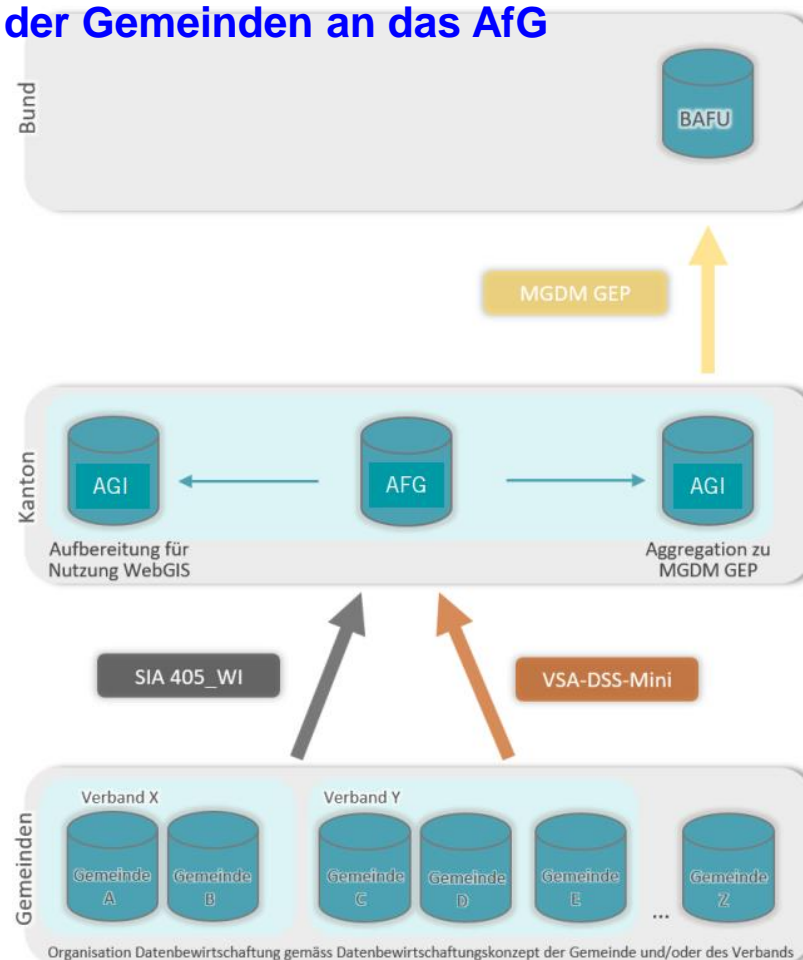 der Gemeinden an das AfG
Bund
BAFU
MGDM GEP
Kanton
AGI
AFG
AGI
Aufbereitung für
Nutzung WebGIS
Aggregation zu
MGDM GEP
SIA 405_WI
VSA-DSS-Mini
Gemeinden
Verband X
Verband Y
Gemeinde
A
Gemeinde
B
Gemeinde
C
Gemeinde
D
Gemeinde
E
...
Gemeinde
Z
Organisation Datenbewirtschaftung gemäss Datenbewirtschaftungskonzept der Gemeinde und/oder des Verbands